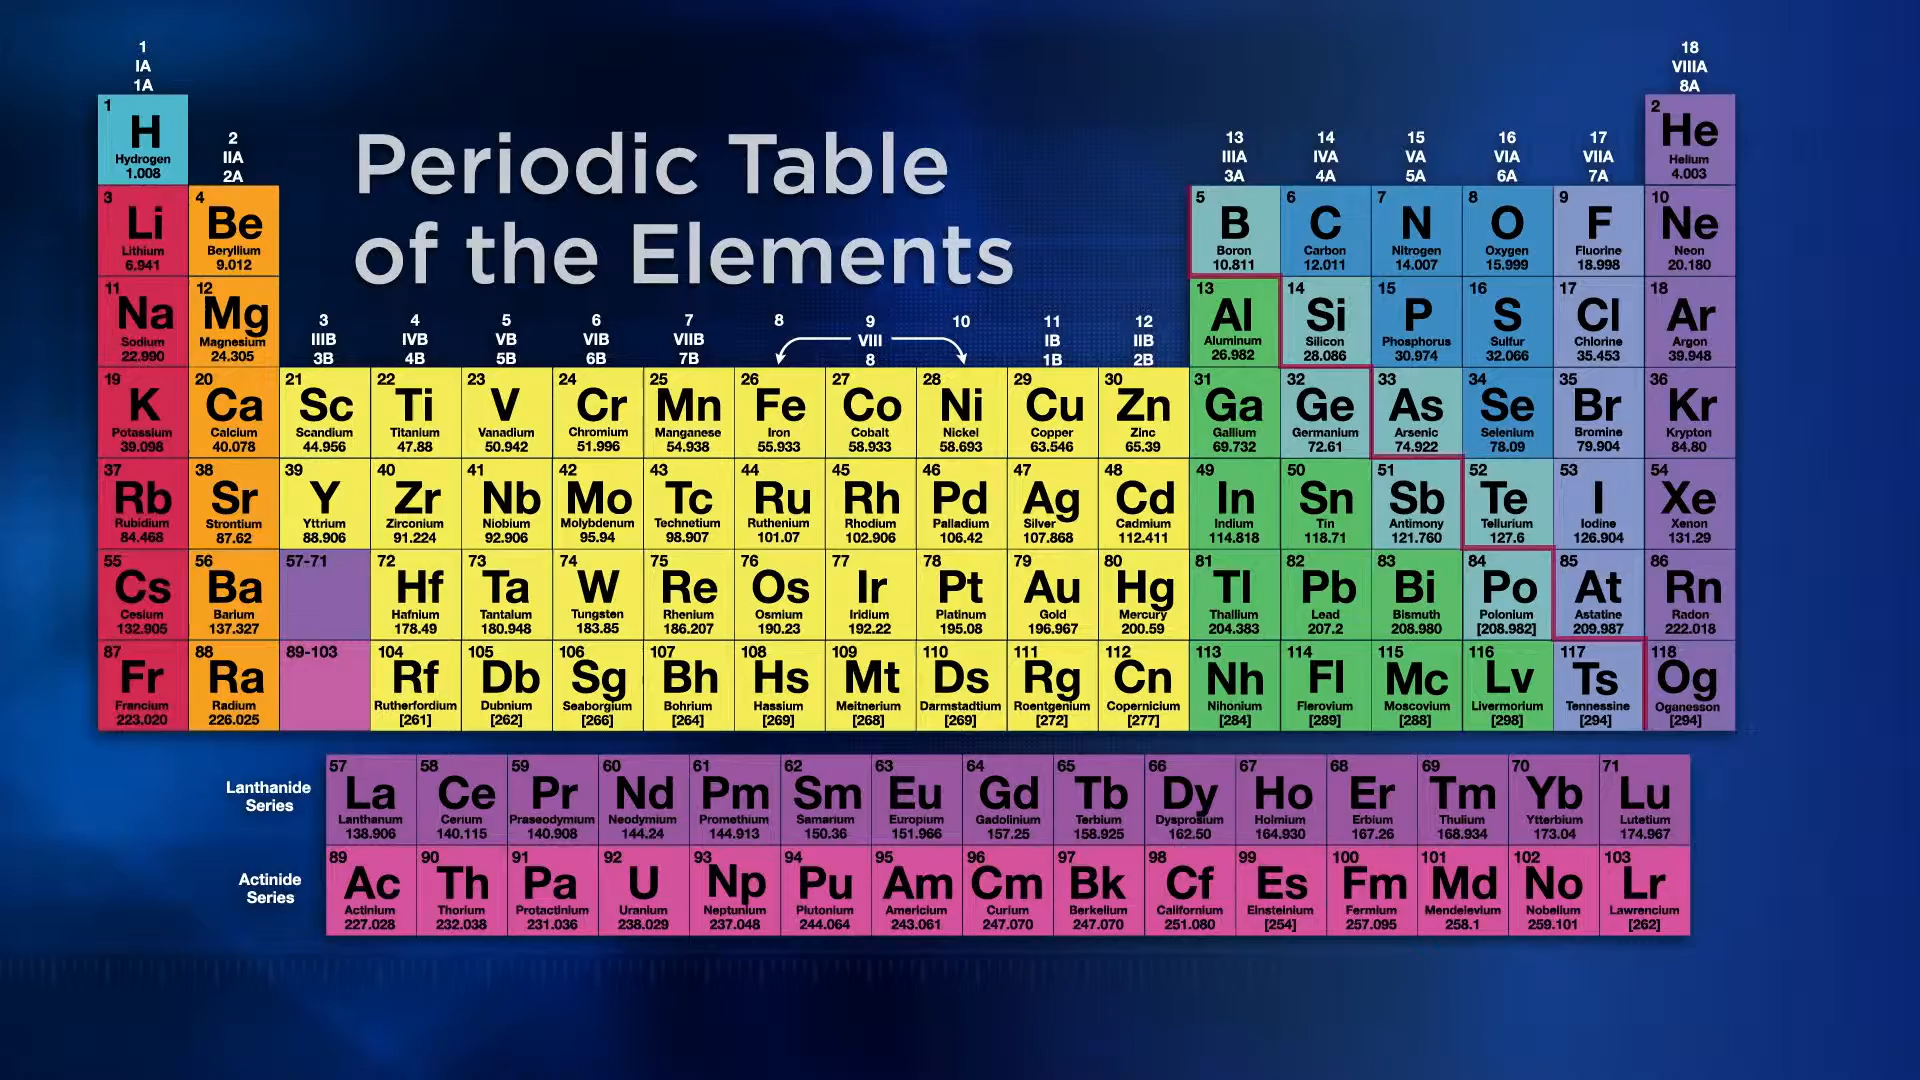 1
IA
1A
18
VIIIA
8A
1
H
Hydrogen
1.008
2
He
Helium
4.003
Periodic Table
of the Elements
2
IIA
2A
13
IIIA
3A
14
IVA
4A
15
VA
5A
16
VIA
6A
17
VIIA
7A
3
Li
Lithium
6.941
4
Be
Beryllium
9.012
5
B
Boron
10.811
6
C
Carbon
12.011
7
N
Nitrogen
14.007
8
O
Oxygen
15.999
9
F
Fluorine
18.998
10
Ne
Neon
20.180
11
Na
Sodium
22.990
12
Mg
Magnesium
24.305
3
IIIB
3B
4
IVB
4B
5
VB
5B
6
VIB
6B
7
VIIB
7B
8
9
VIII
8
10
11
IB
1B
12
IIB
2B
13
Al
Aluminum
26.982
14
Si
Silicon
28.086
15
P
Phosphorus
30.974
16
S
Sulfur
32.066
17
Cl
Chlorine
35.453
18
Ar
Argon
39.948
19
K
Potassium
39.098
20
Ca
Calcium
40.078
21
Sc
Scandium
44.956
22
Ti
Titanium
47.88
23
V
Vanadium
50.942
24
Cr
Chromium
51.996
25
Mn
Manganese
54.938
26
Fe
Iron
55.933
27
Co
Cobalt
58.933
28
Ni
Nickel
58.693
29
Cu
Copper
63.546
30
Zn
Zinc
65.39
31
Ga
Gallium
69.732
32
Ge
Germanium
72.61
33
As
Arsenic
74.922
34
Se
Selenium
78.09
35
Br
Bromine
79.904
36
Kr
Krypton
84.80
37
Rb
Rubidium
84.468
38
Sr
Strontium
87.62
39
Y
Yttrium
88.906
40
Zr
Zirconium
91.224
41
Nb
Niobium
92.906
42
Mo
Molybdenum
95.94
43
Tc
Technetium
98.907
44
Ru
Ruthenium
101.07
45
Rh
Rhodium
102.906
46
Pd
Palladium
106.42
47
Ag
Silver
107.868
48
Cd
Cadmium
112.411
49
In
Indium
114.818
50
Sn
Tin
118.71
51
Sb
Antimony
121.760
52
Te
Tellurium
127.6
53
I
Iodine
126.904
54
Xe
Xenon
131.29
55
Cs
Cesium
132.905
56
Ba
Barium
137.327
57-71
72
Hf
Hafnium
178.49
73
Ta
Tantalum
180.948
74
W
Tungsten
183.85
75
Re
Rhenium
186.207
76
Os
Osmium
190.23
77
Ir
Iridium
192.22
78
Pt
Platinum
195.08
79
Au
Gold
196.967
80
Hg
Mercury
200.59
81
Tl
Thallium
204.383
82
Pb
Lead
207.2
83
Bi
Bismuth
208.980
84
Po
Polonium
[208.982]
85
At
Astatine
209.987
86
Rn
Radon
222.018
87
Fr
Francium
223.020
88
Ra
Radium
226.025
89-103
104
Rf
Rutherfordium
[261]
105
Db
Dubnium
[262]
106
Sg
Seaborgium
[266]
107
Bh
Bohrium
[264]
108
Hs
Hassium
[269]
109
Mt
Meitnerium
[268]
110
Ds
Darmstadtium
[269]
111
Rg
Roentgenium
[272]
112
Cn
Copernicium
[277]
113
Nh
Nihonium
[284]
114
Fl
Flerovium
[289]
115
Mc
Moscovium
[288]
116
Lv
Livermorium
[298]
117
Ts
Tennessine
[294]
118
Og
Oganesson
[294]
Lanthanide
Series
57
La
Lanthanum
138.906
58
Ce
Cerium
140.115
59
Pr
Praseodymium
140.908
60
Nd
Neodymium
144.24
61
Pm
Promethium
144.913
62
Sm
Samarium
150.36
63
Eu
Europium
151.966
64
Gd
Gadolinium
157.25
65
Tb
Terbium
158.925
66
Dy
Dysprosium
162.50
67
Ho
Holmium
164.930
68
Er
Erbium
167.26
69
Tm
Thulium
168.934
70
Yb
Ytterbium
173.04
71
Lu
Lutetium
174.967
Actinide
Series
89
Ac
Actinium
227.028
90
Th
Thorium
232.038
91
Pa
Protactinium
231.036
92
U
Uranium
238.029
93
Np
Neptunium
237.048
94
Pu
Plutonium
244.064
95
Am
Americium
243.061
96
Cm
Curium
247.070
97
Bk
Berkelium
247.070
98
Cf
Californium
251.080
99
Es
Einsteinium
[254]
100
Fm
Fermium
257.095
101
Md
Mendelevium
258.1
102
No
Nobelium
259.101
103
Lr
Lawrencium
[262]